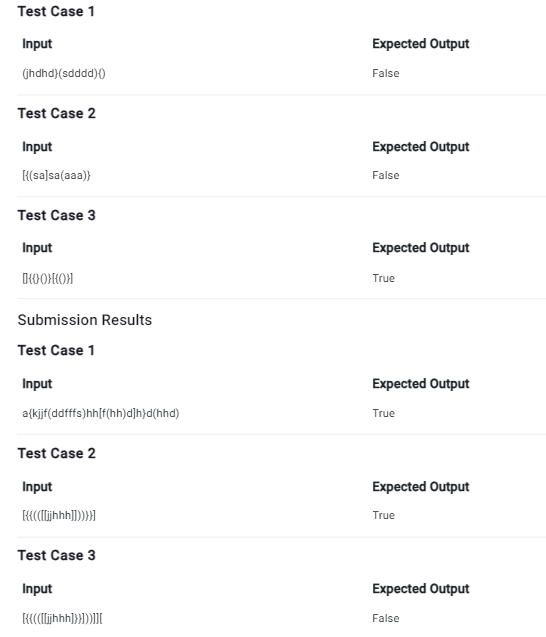 Test Case 1
Input Expected Output
(jhdhd}(sdddd){) False
Test Case 2
Input Expected Output
[{(sa]sa(aaa)} False
Test Case 3
Input Expected Output
[]{{}()}[{()}] True
Submission Results
Test Case 1
Input Expected Output
a{kjjf(ddfffs)hh[f(hh)d]h}d(hhd) True
Test Case 2
Input Expected Output
[{{(([[jjhhh]]))}}] True
Test Case 3
Input Expected Output
[{{(([[jjhhh]}}]))]][ False